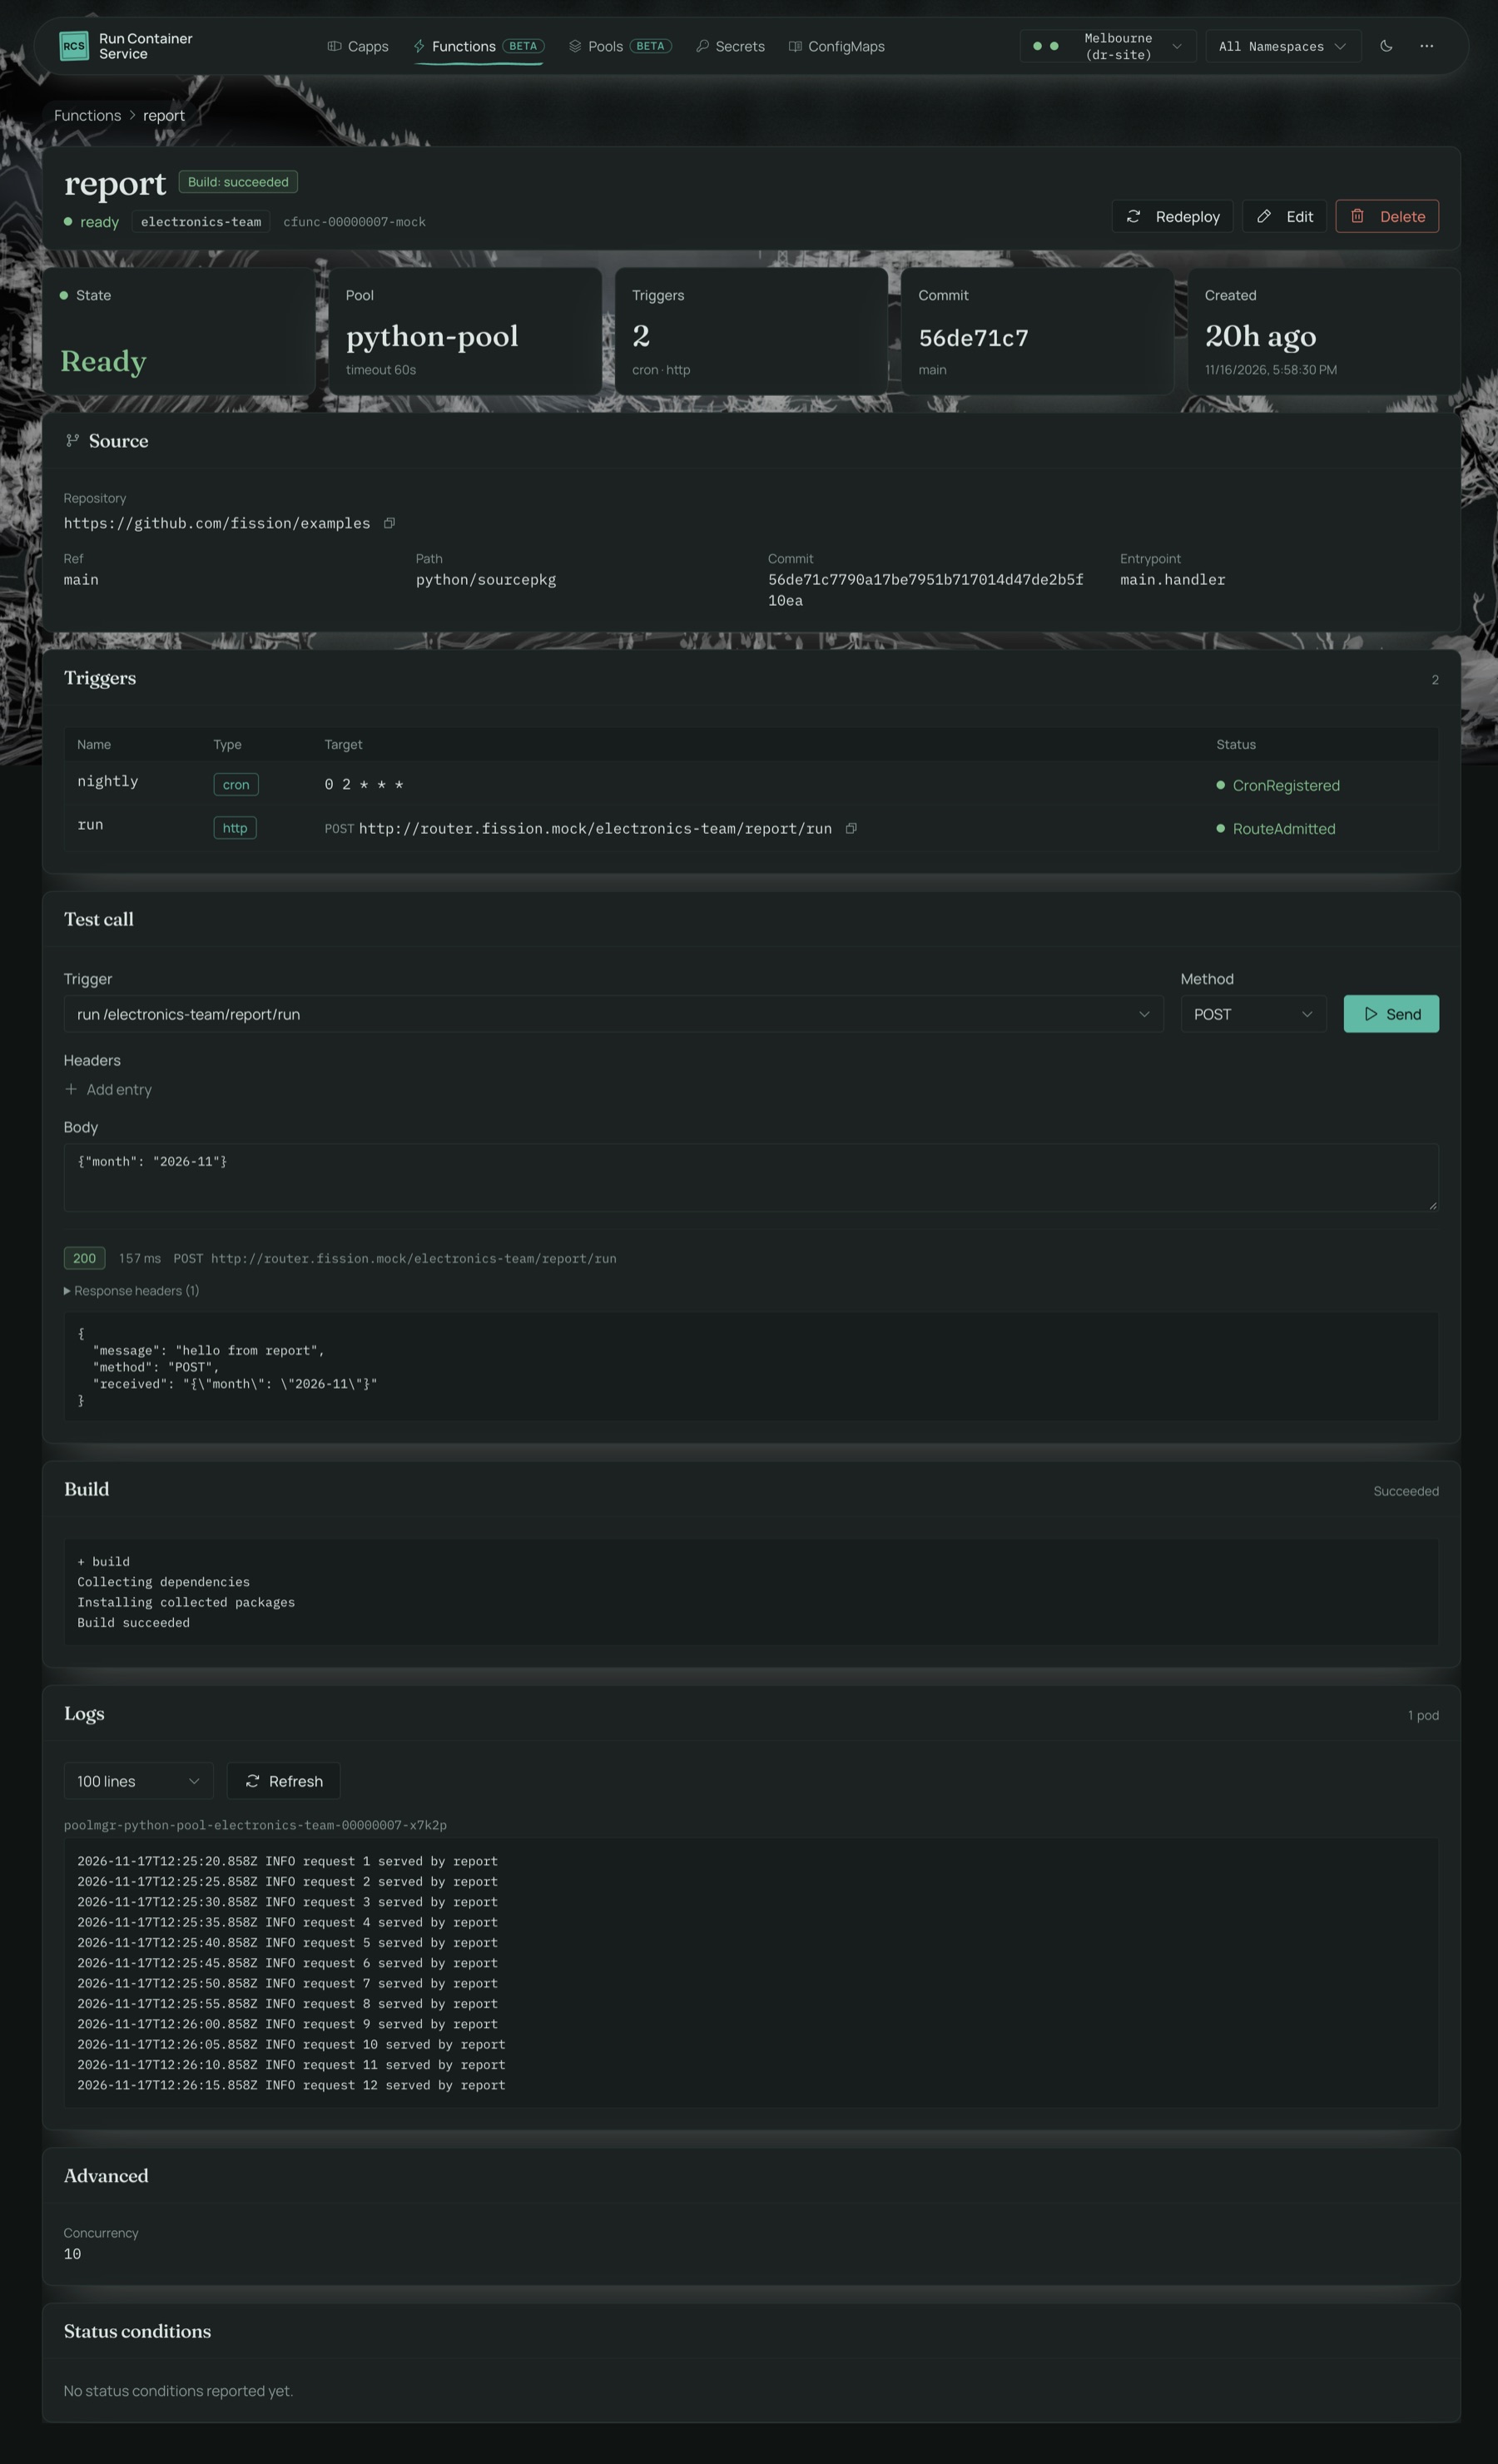 RCS
Run Container
Service
Capps
Functions BETA
Pools BETA
Secrets
ConfigMaps
Melbourne
(dr-site)
All Namespaces
Functions > report
report Build: succeeded
ready electronics-team cfunc-00000007-mock
Redeploy Edit Delete
State
Ready
Pool
python-pool
timeout 60s
Triggers
2
cron · http
Commit
56de71c7
main
Created
20h ago
11/16/2026, 5:58:30 PM
Source
Repository
https://github.com/fission/examples
Ref
main
Path
python/sourcepkg
Commit
56de71c7790a17be7951b717014d47de2b5f
10ea
Entrypoint
main.handler
Triggers 2
Name Type Target Status
nightly cron 0 2 * * * CronRegistered
run http POST http://router.fission.mock/electronics-team/report/run RouteAdmitted
Test call
Trigger Method
run /electronics-team/report/run POST Send
Headers
+ Add entry
Body
{"month": "2026-11"}
200 157 ms POST http://router.fission.mock/electronics-team/report/run
Response headers (1)
{
"message": "hello from report",
"method": "POST",
"received": "{\"month\": \"2026-11\"}"
}
Build Succeeded
+ build
Collecting dependencies
Installing collected packages
Build succeeded
Logs 1 pod
100 lines Refresh
poolmgr-python-pool-electronics-team-00000007-x7k2p
2026-11-17T12:25:20.858Z INFO request 1 served by report
2026-11-17T12:25:25.858Z INFO request 2 served by report
2026-11-17T12:25:30.858Z INFO request 3 served by report
2026-11-17T12:25:35.858Z INFO request 4 served by report
2026-11-17T12:25:40.858Z INFO request 5 served by report
2026-11-17T12:25:45.858Z INFO request 6 served by report
2026-11-17T12:25:50.858Z INFO request 7 served by report
2026-11-17T12:25:55.858Z INFO request 8 served by report
2026-11-17T12:26:00.858Z INFO request 9 served by report
2026-11-17T12:26:05.858Z INFO request 10 served by report
2026-11-17T12:26:10.858Z INFO request 11 served by report
2026-11-17T12:26:15.858Z INFO request 12 served by report
Advanced
Concurrency
10
Status conditions
No status conditions reported yet.